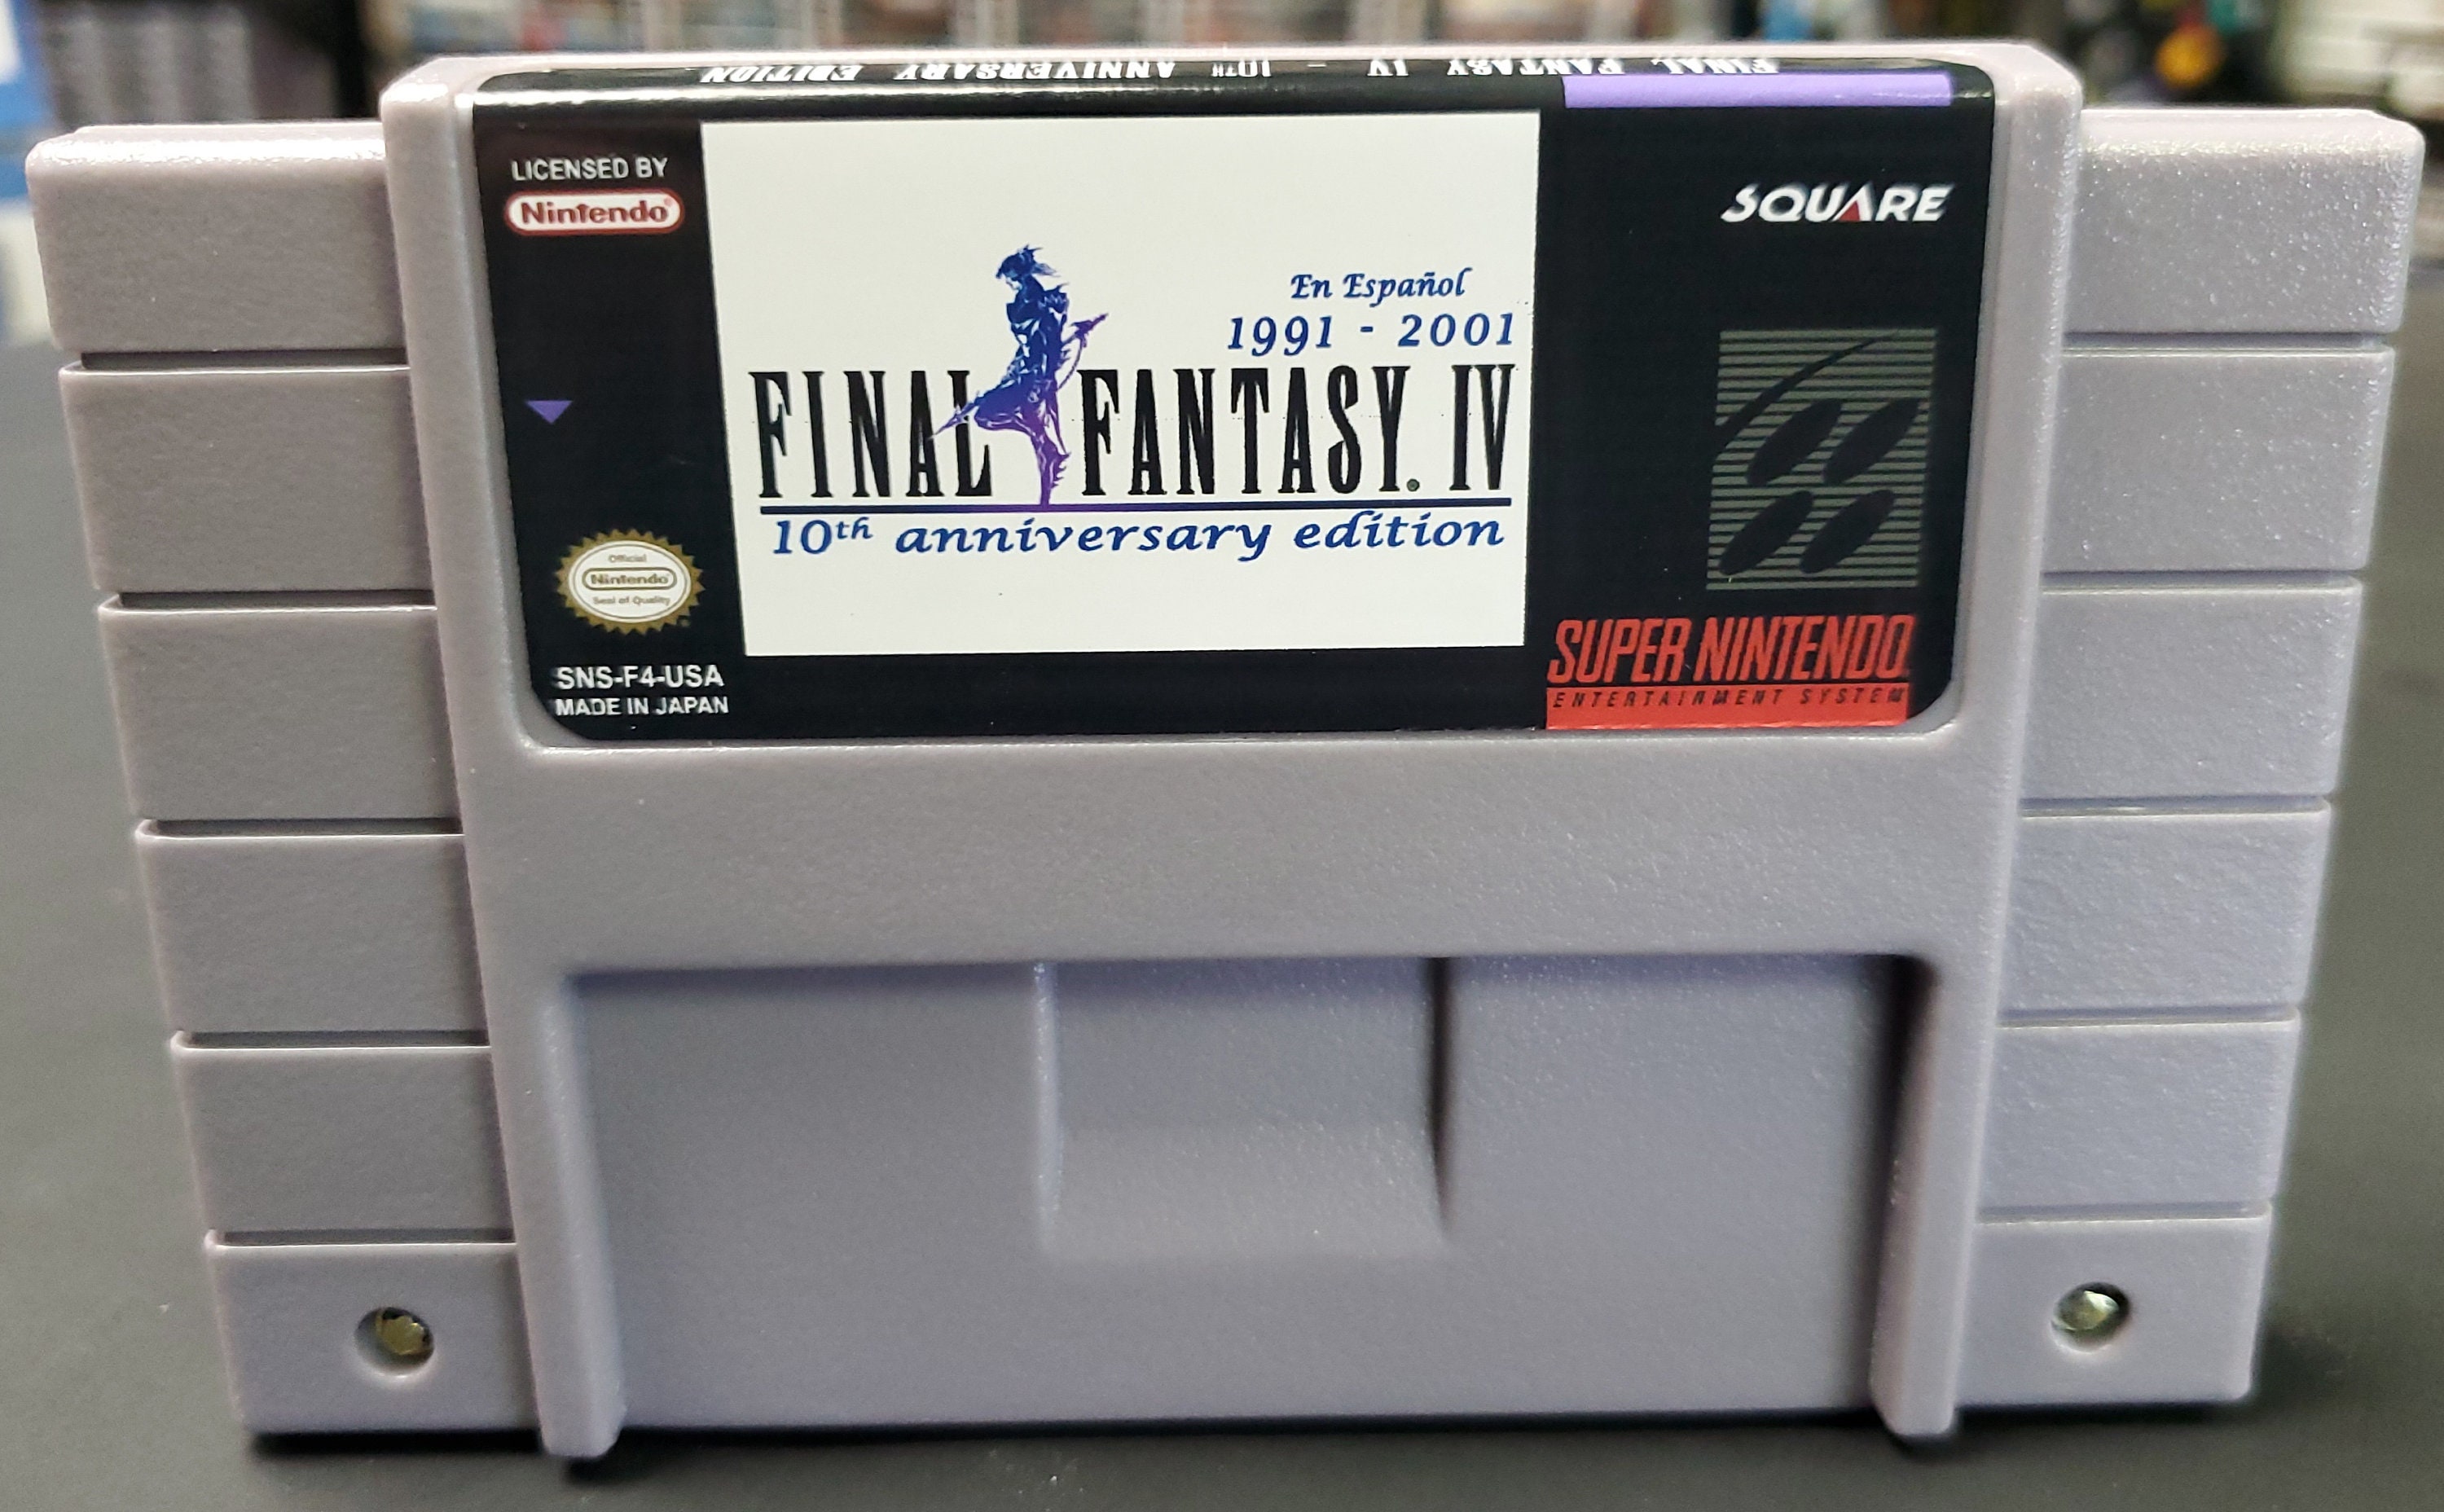 FINAL FANTASY IV - 10TH ANNIVERSARY EDITION
LICENSED BY
Nintendo®
SQUARE
En Español
1991 - 2001
FINAL FANTASY® IV
10th anniversary edition
Official
Nintendo
Seal of Quality
SNS-F4-USA
MADE IN JAPAN
SUPER NINTENDO
ENTERTAINMENT SYSTEM